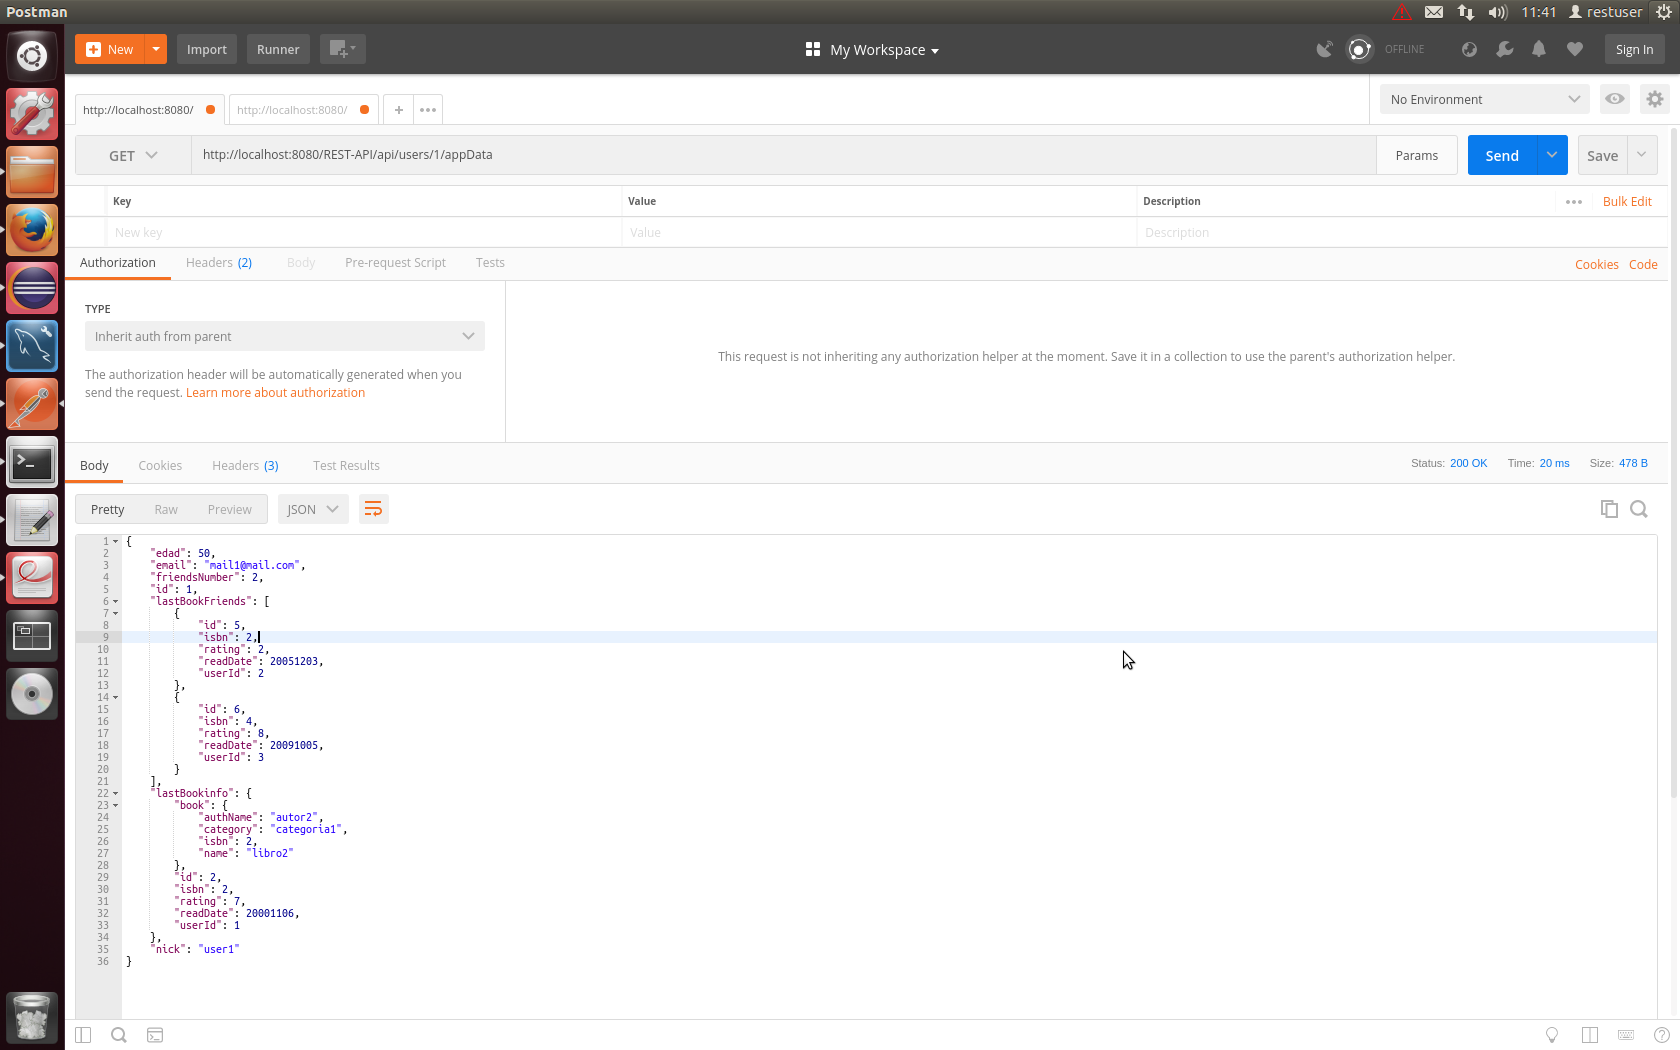 Postman
11:41 restuser
New Import Runner My Workspace OFFLINE Sign In
http://localhost:8080/ http://localhost:8080/ + ••• No Environment
GET http://localhost:8080/REST-API/api/users/1/appData Params Send Save
Key Value Description ••• Bulk Edit
New key Value Description
Authorization Headers (2) Body Pre-request Script Tests Cookies Code
TYPE
Inherit auth from parent
The authorization header will be automatically generated when you
send the request. Learn more about authorization
This request is not inheriting any authorization helper at the moment. Save it in a collection to use the parent's authorization helper.
Body Cookies Headers (3) Test Results Status: 200 OK Time: 20 ms Size: 478 B
Pretty Raw Preview JSON
1 {
2 "edad": 50,
3 "email": "mail1@mail.com",
4 "friendsNumber": 2,
5 "id": 1,
6 "lastBookFriends": [
7 {
8 "id": 5,
9 "isbn": 2,
10 "rating": 2,
11 "readDate": 20051203,
12 "userId": 2
13 },
14 {
15 "id": 6,
16 "isbn": 4,
17 "rating": 8,
18 "readDate": 20091005,
19 "userId": 3
20 }
21 ],
22 "lastBookinfo": {
23 "book": {
24 "authName": "autor2",
25 "category": "categoria1",
26 "isbn": 2,
27 "name": "libro2"
28 },
29 "id": 2,
30 "isbn": 2,
31 "rating": 7,
32 "readDate": 20001106,
33 "userId": 1
34 },
35 "nick": "user1"
36 }